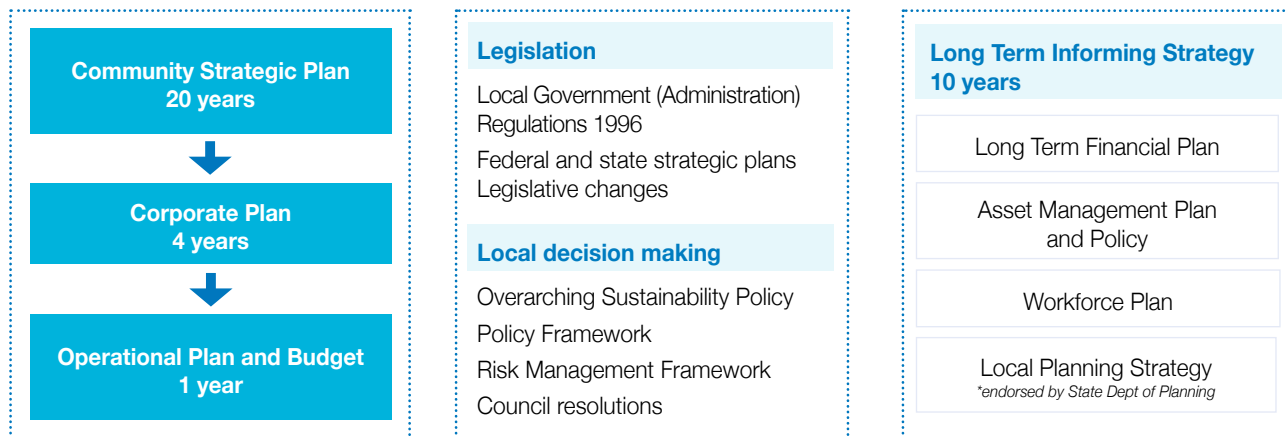 Community Strategic Plan
20 years
Corporate Plan
4 years
Operational Plan and Budget
1 year
Legislation
Local Government (Administration)
Regulations 1996
Federal and state strategic plans
Legislative changes
Local decision making
Overarching Sustainability Policy
Policy Framework
Risk Management Framework
Council resolutions
Long Term Informing Strategy
10 years
Long Term Financial Plan
Asset Management Plan
and Policy
Workforce Plan
Local Planning Strategy
*endorsed by State Dept of Planning